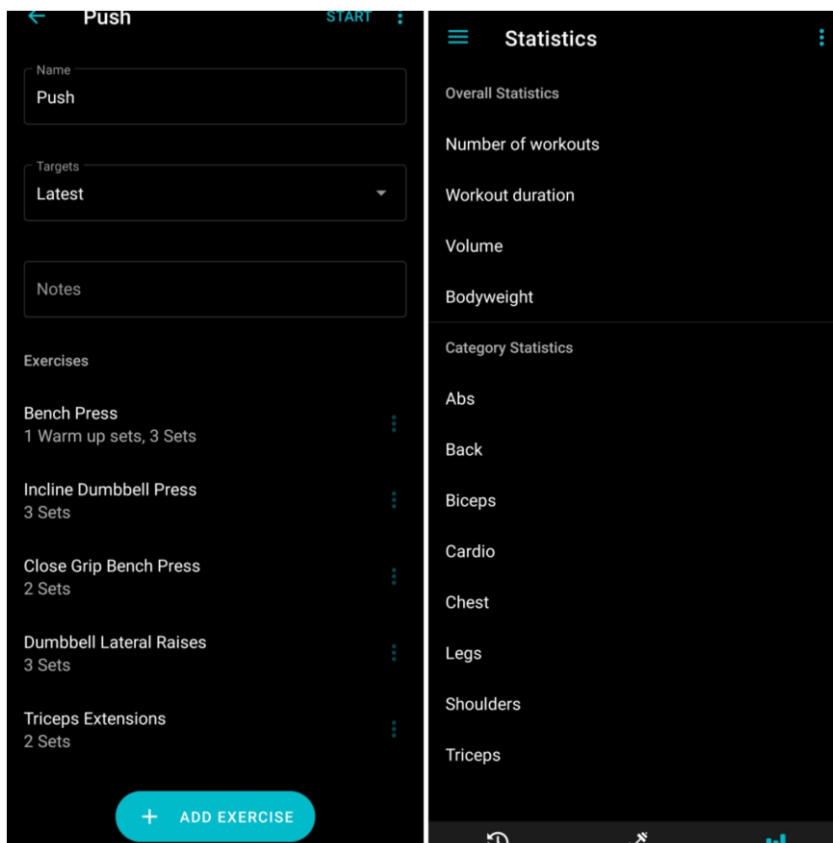 Push
START
Name
Push
Targets
Latest
Notes
Exercises
Bench Press
1 Warm up sets, 3 Sets
Incline Dumbbell Press
3 Sets
Close Grip Bench Press
2 Sets
Dumbbell Lateral Raises
3 Sets
Triceps Extensions
2 Sets
+ ADD EXERCISE
Statistics
Overall Statistics
Number of workouts
Workout duration
Volume
Bodyweight
Category Statistics
Abs
Back
Biceps
Cardio
Chest
Legs
Shoulders
Triceps